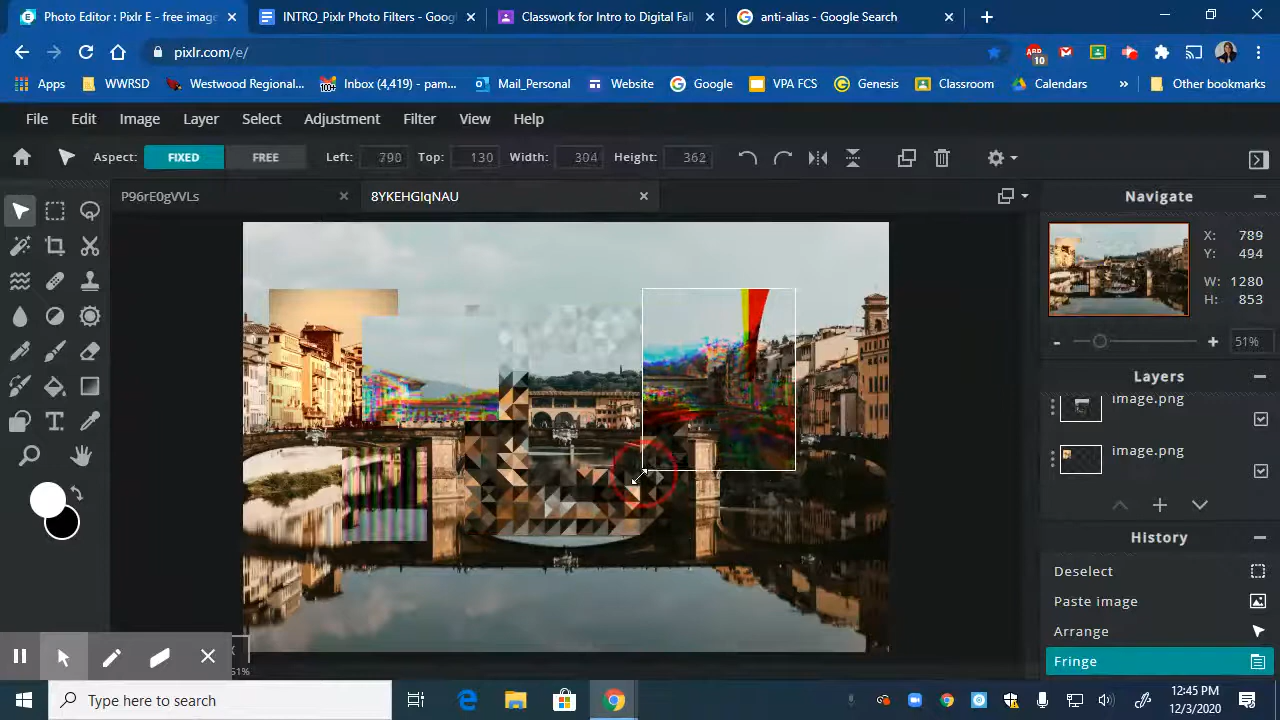 Photo Editor : Pixlr E - free image
INTRO_Pixlr Photo Filters - Goog
Classwork for Intro to Digital Fall
anti-alias - Google Search
pixlr.com/e/
10
Apps
WWRSD
Westwood Regional...
Inbox (4,419) - pam...
Mail_Personal
Website
Google
VPA FCS
Genesis
Classroom
Calendars
»
Other bookmarks
File
Edit
Image
Layer
Select
Adjustment
Filter
View
Help
Aspect:
FIXED
FREE
Left:
790
Top:
130
Width:
304
Height:
362
P96rE0gVVLs
8YKEHGIqNAU
Navigate
X: 789
Y: 494
W: 1280
H: 853
51%
Layers
image.png
image.png
History
Deselect
Paste image
Arrange
Fringe
Type here to search
12:45 PM
12/3/2020